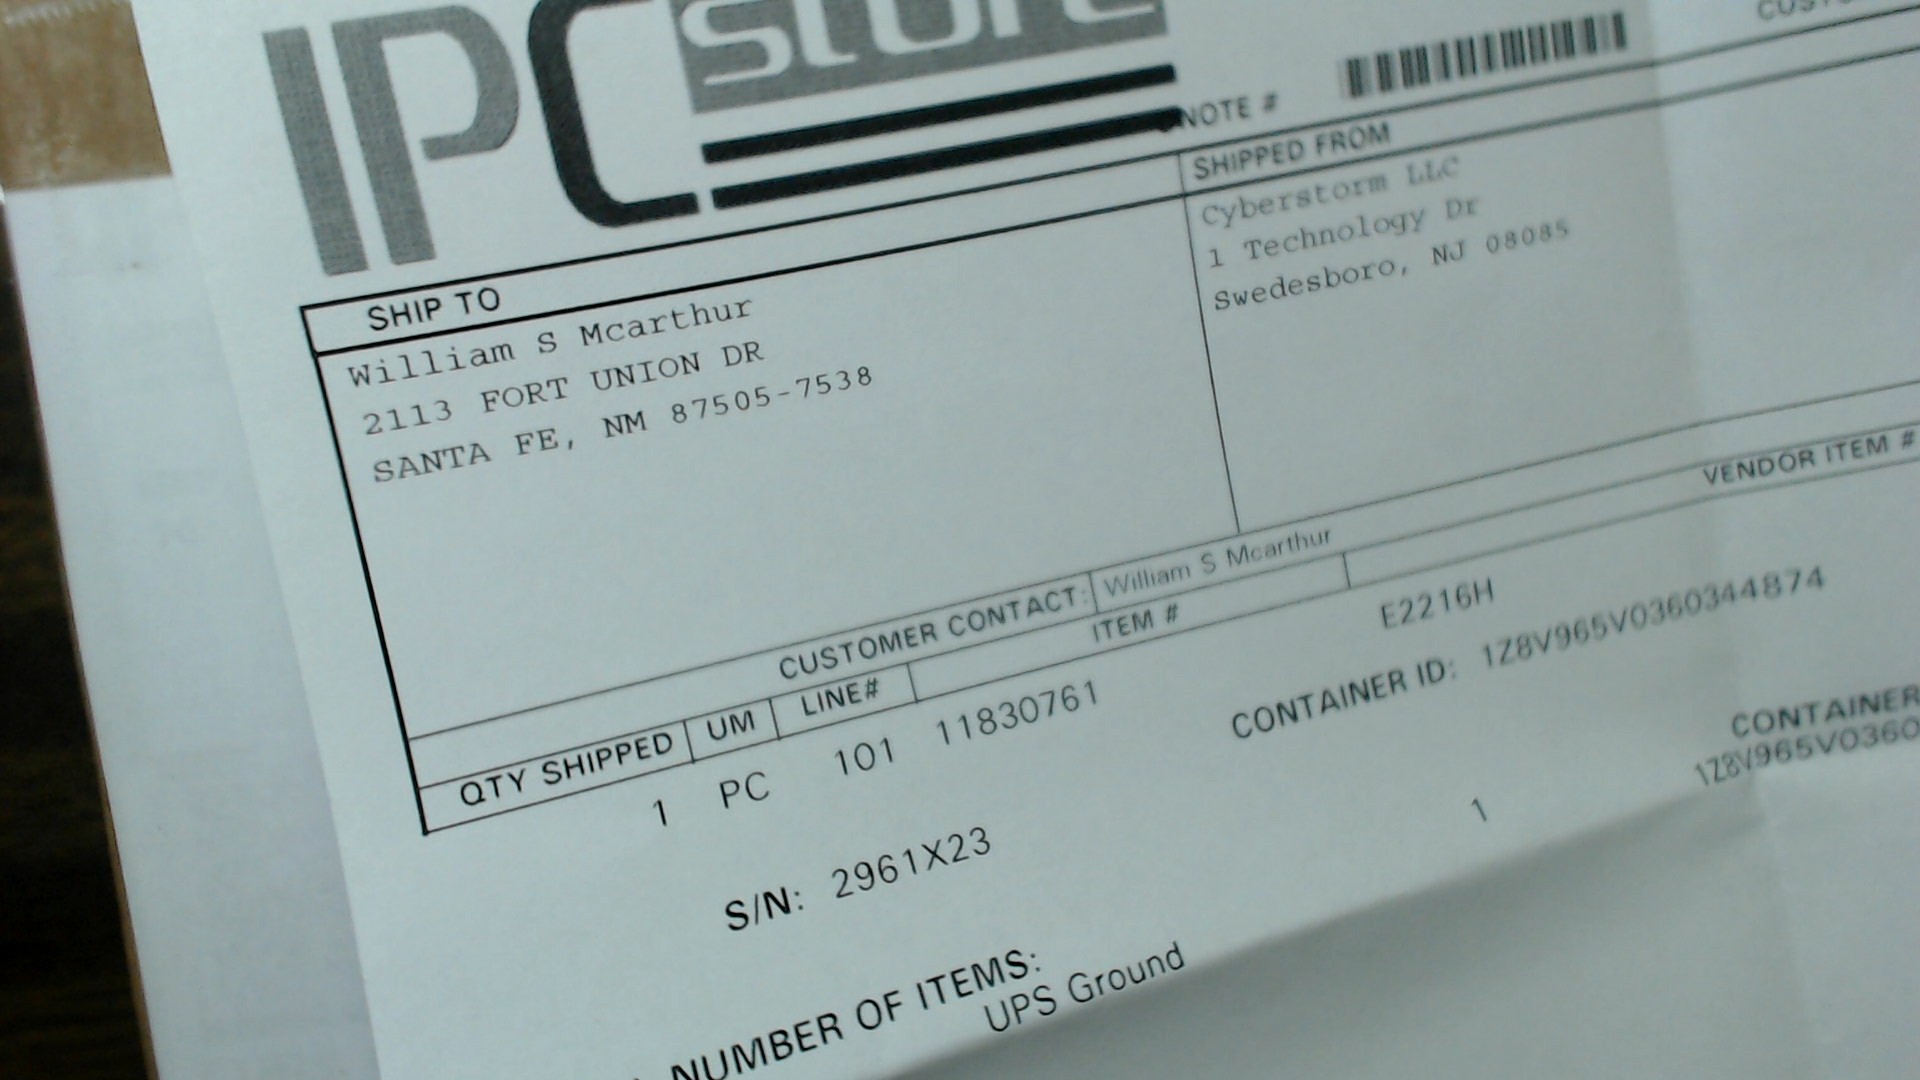 IPC store
NOTE #
SHIP TO
SHIPPED FROM
William S Mcarthur
2113 FORT UNION DR
SANTA FE, NM 87505-7538
Cyberstorm LLC
1 Technology Dr
Swedesboro, NJ 08085
CUSTOMER CONTACT: William S Mcarthur
QTY SHIPPED UM LINE# ITEM # VENDOR ITEM #
1 PC 101 11830761 E2216H
CONTAINER ID: 1Z8V965V0360344874
S/N: 2961X23
CONTAINER
1Z8V965V0360
NUMBER OF ITEMS: 1
UPS Ground